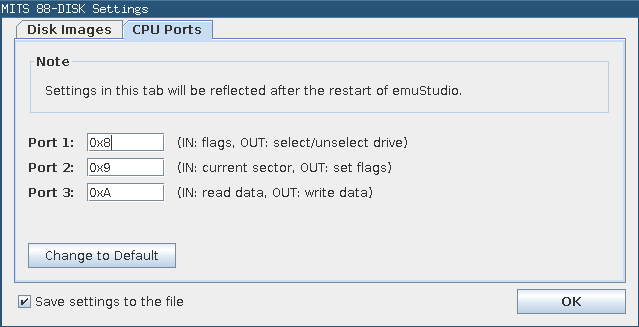 MITS 88-DISK Settings
Disk Images CPU Ports
Note
Settings in this tab will be reflected after the restart of emuStudio.
Port 1: 0x8 (IN: flags, OUT: select/unselect drive)
Port 2: 0x9 (IN: current sector, OUT: set flags)
Port 3: 0xA (IN: read data, OUT: write data)
Change to Default
Save settings to the file OK